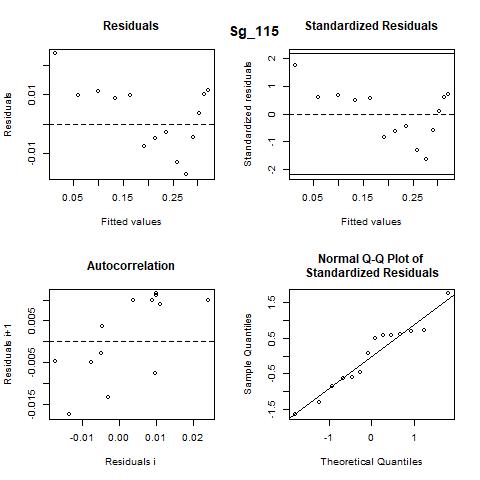 Sg_115
Residuals
Residuals
0.01
-0.01
0.05
0.15
0.25
Fitted values
Standardized Residuals
Standardized residuals
2
1
0
-1
-2
0.05
0.15
0.25
Fitted values
Autocorrelation
Residuals i+1
0.005
-0.005
-0.015
-0.01
0.00
0.01
0.02
Residuals i
Normal Q-Q Plot of
Standardized Residuals
Sample Quantiles
1.5
0.5
-0.5
-1.5
-1
0
1
Theoretical Quantiles